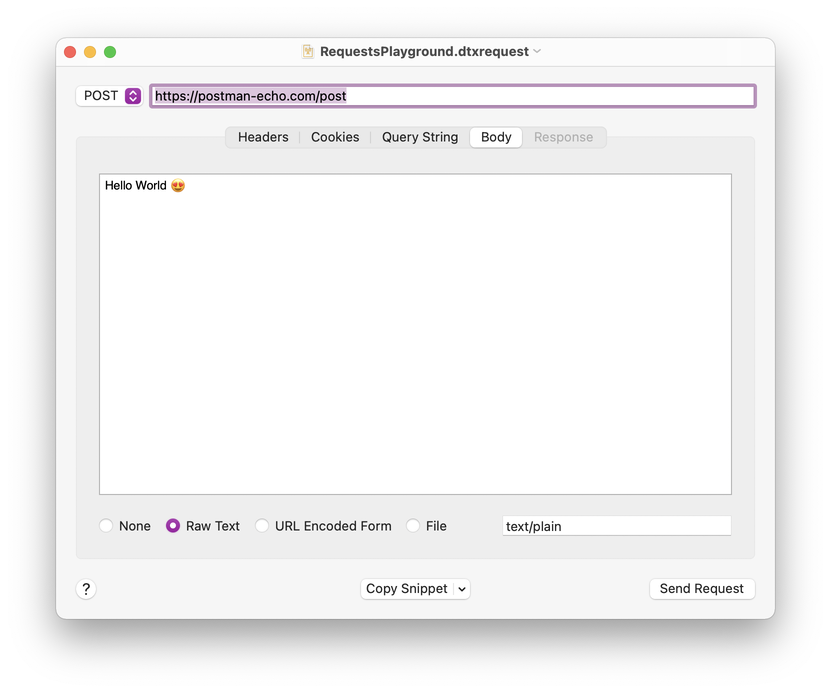 RequestsPlayground.dtxrequest
POST https://postman-echo.com/post
Headers Cookies Query String Body Response
Hello World 😍
None Raw Text URL Encoded Form File text/plain
? Copy Snippet Send Request